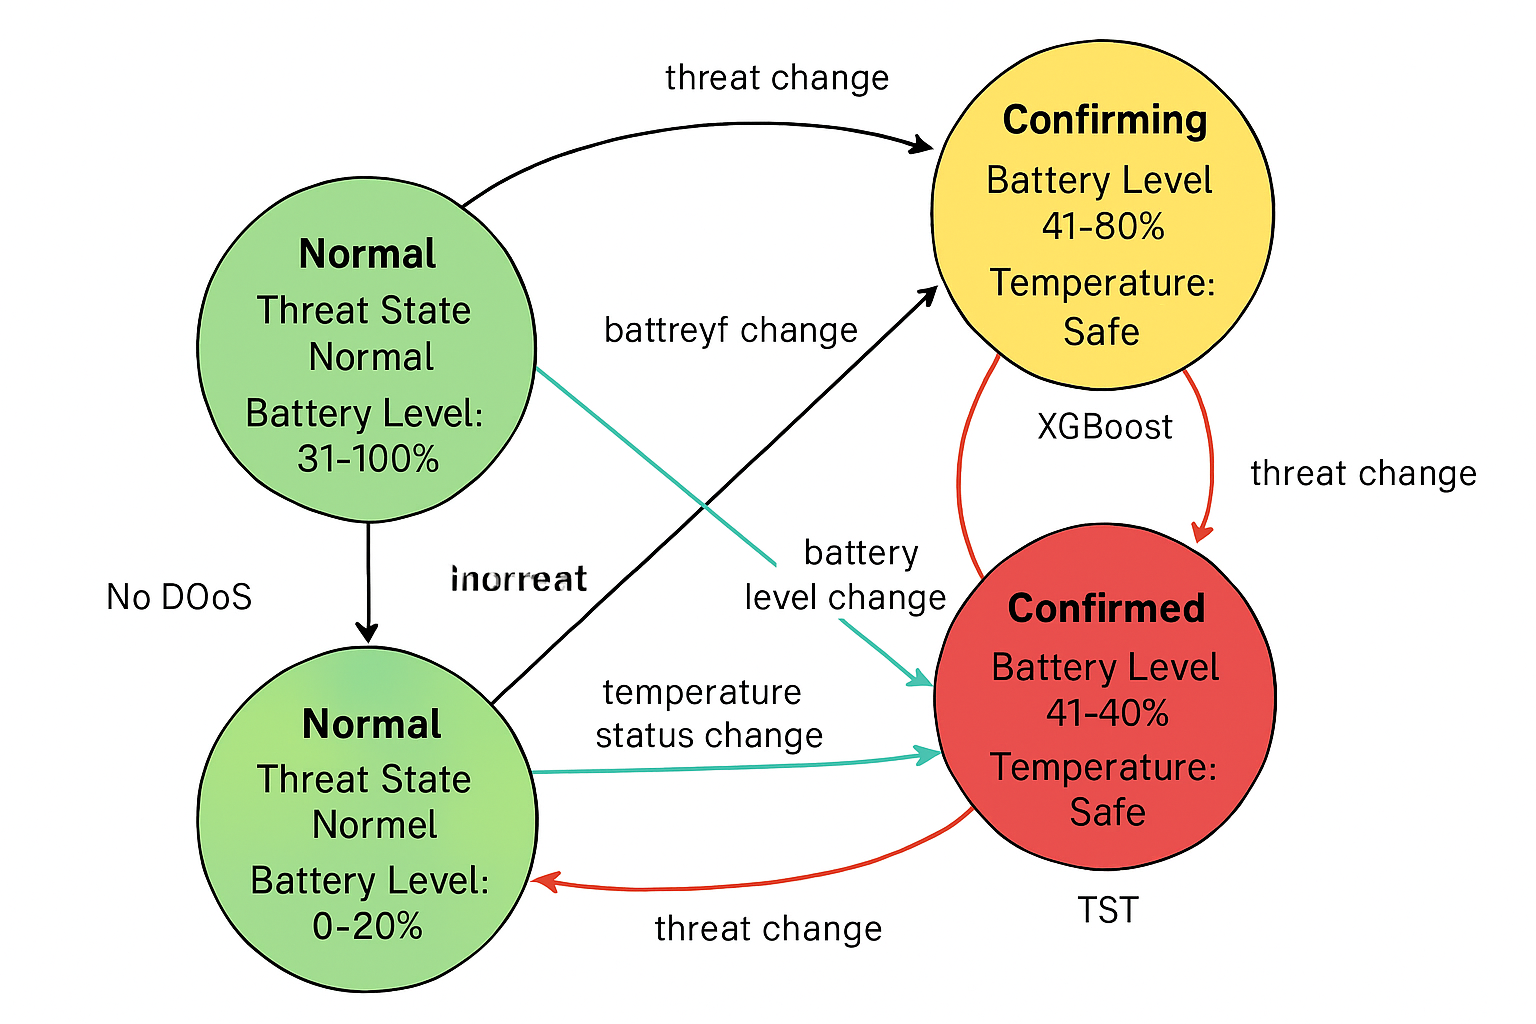 threat change
Confirming
Battery Level
41-80%
Temperature:
Safe
Normal
Threat State
Normal
Battery Level:
31-100%
battreyf change
XGBoost
threat change
No DOoS
inorreat
battery
level change
Confirmed
Battery Level
41-40%
Temperature:
Safe
temperature
status change
Normal
Threat State
Normel
Battery Level:
0-20%
threat change
TST